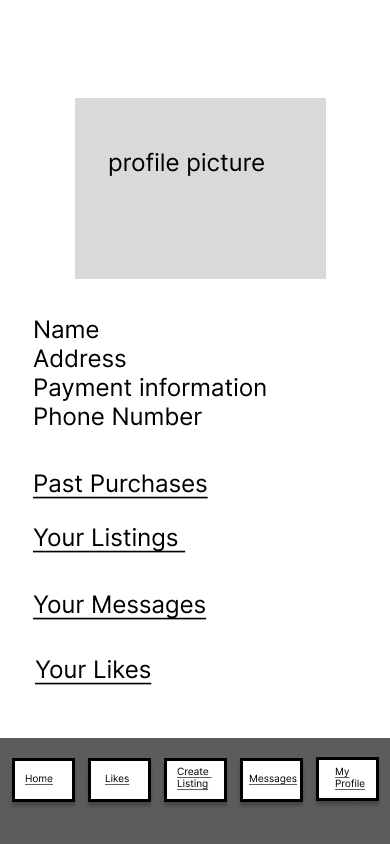 profile picture
Name
Address
Payment information
Phone Number
Past Purchases
Your Listings
Your Messages
Your Likes
Home
Likes
Create
Listing
Messages
My
Profile